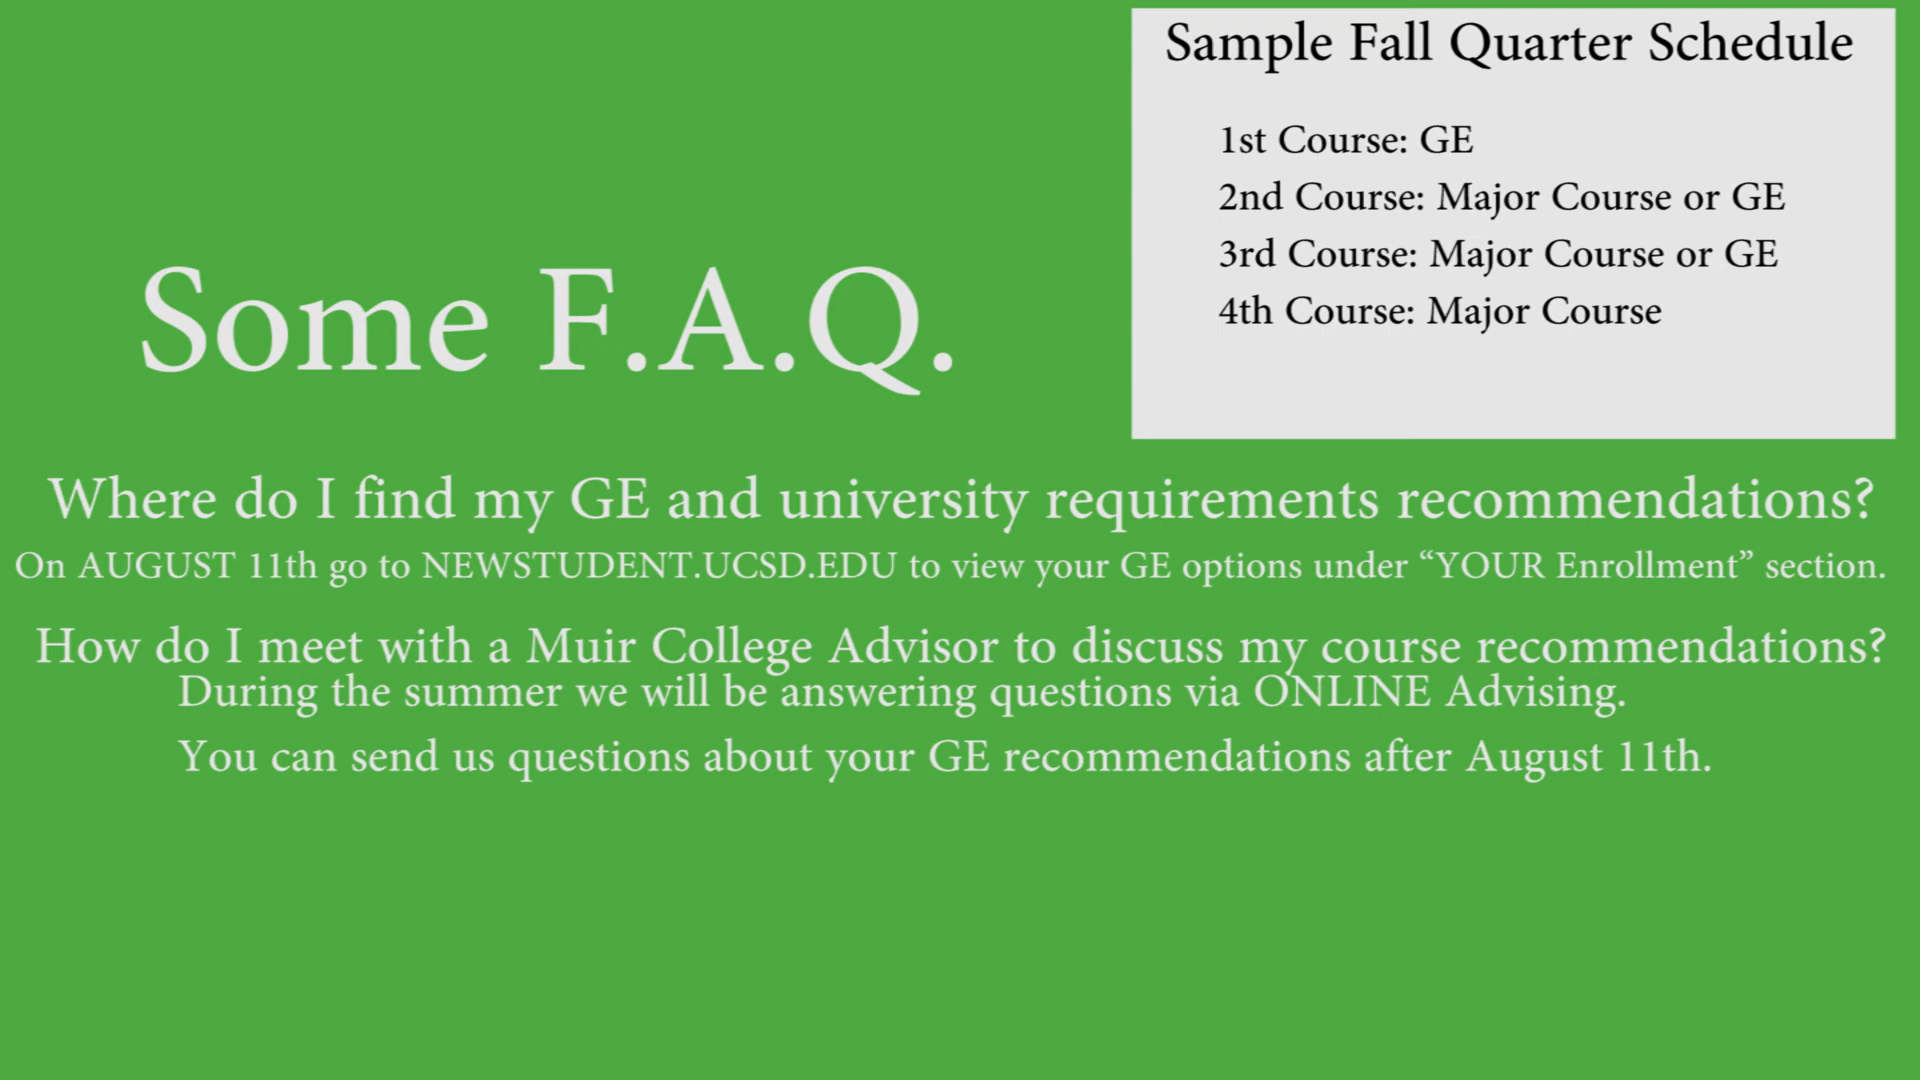 Sample Fall Quarter Schedule
1st Course: GE
2nd Course: Major Course or GE
3rd Course: Major Course or GE
4th Course: Major Course
Some F.A.Q.
Where do I find my GE and university requirements recommendations?
On AUGUST 11th go to NEWSTUDENT.UCSD.EDU to view your GE options under “YOUR Enrollment” section.
How do I meet with a Muir College Advisor to discuss my course recommendations?
During the summer we will be answering questions via ONLINE Advising.
You can send us questions about your GE recommendations after August 11th.